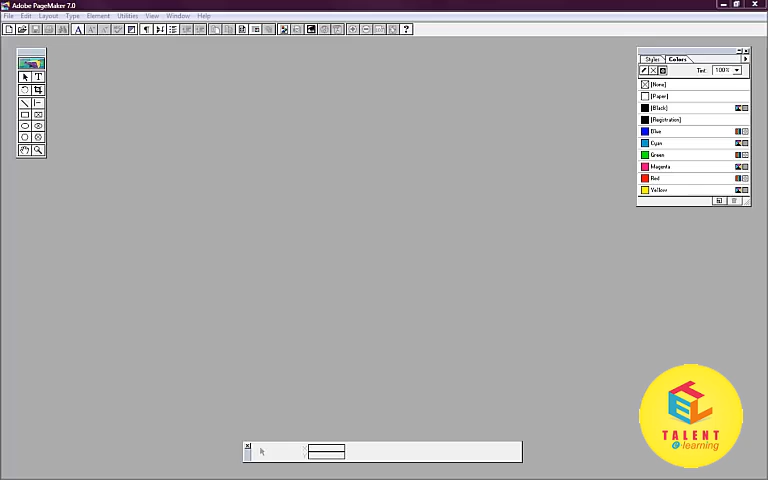 Adobe PageMaker 7.0
File Edit Layout Type Element Utilities View Window Help
Styles Colors
Tint: 100%
[None]
[Paper]
[Black]
[Registration]
Blue
Cyan
Green
Magenta
Red
Yellow
X
Y
TEL
TALENT
e-learning